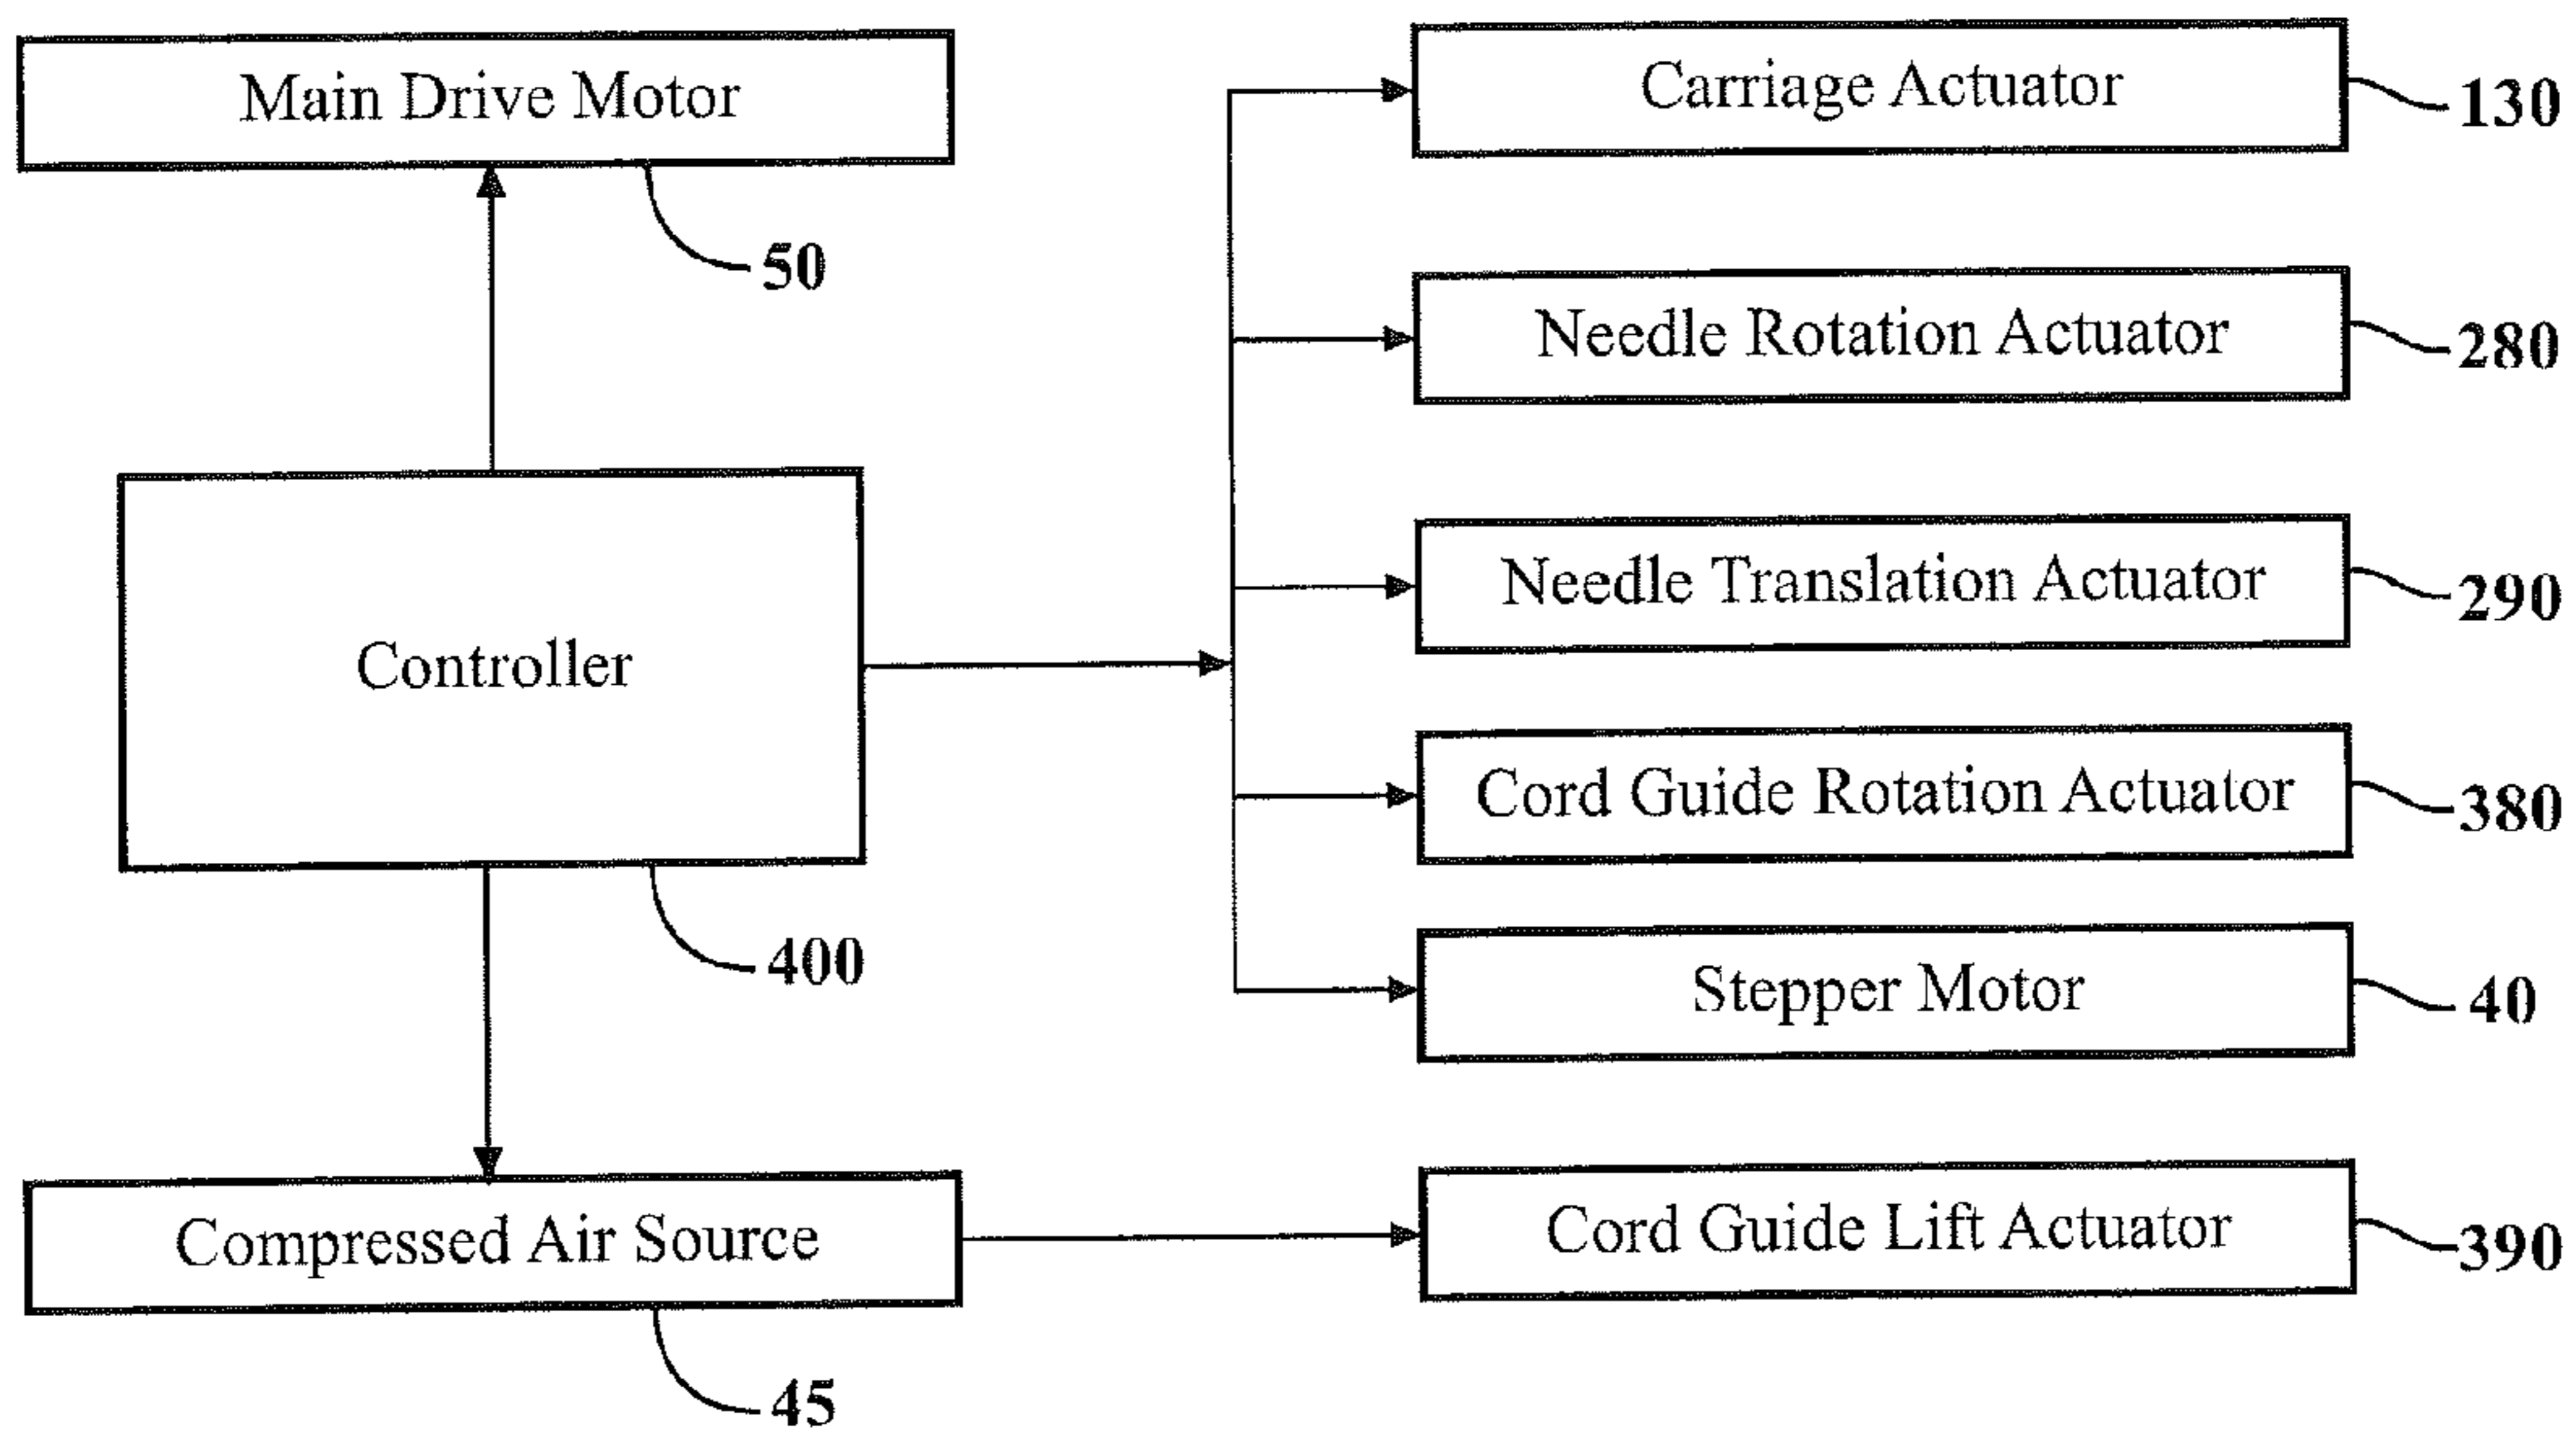 Main Drive Motor
50
Controller
400
Compressed Air Source
45
Carriage Actuator
130
Needle Rotation Actuator
280
Needle Translation Actuator
290
Cord Guide Rotation Actuator
380
Stepper Motor
40
Cord Guide Lift Actuator
390